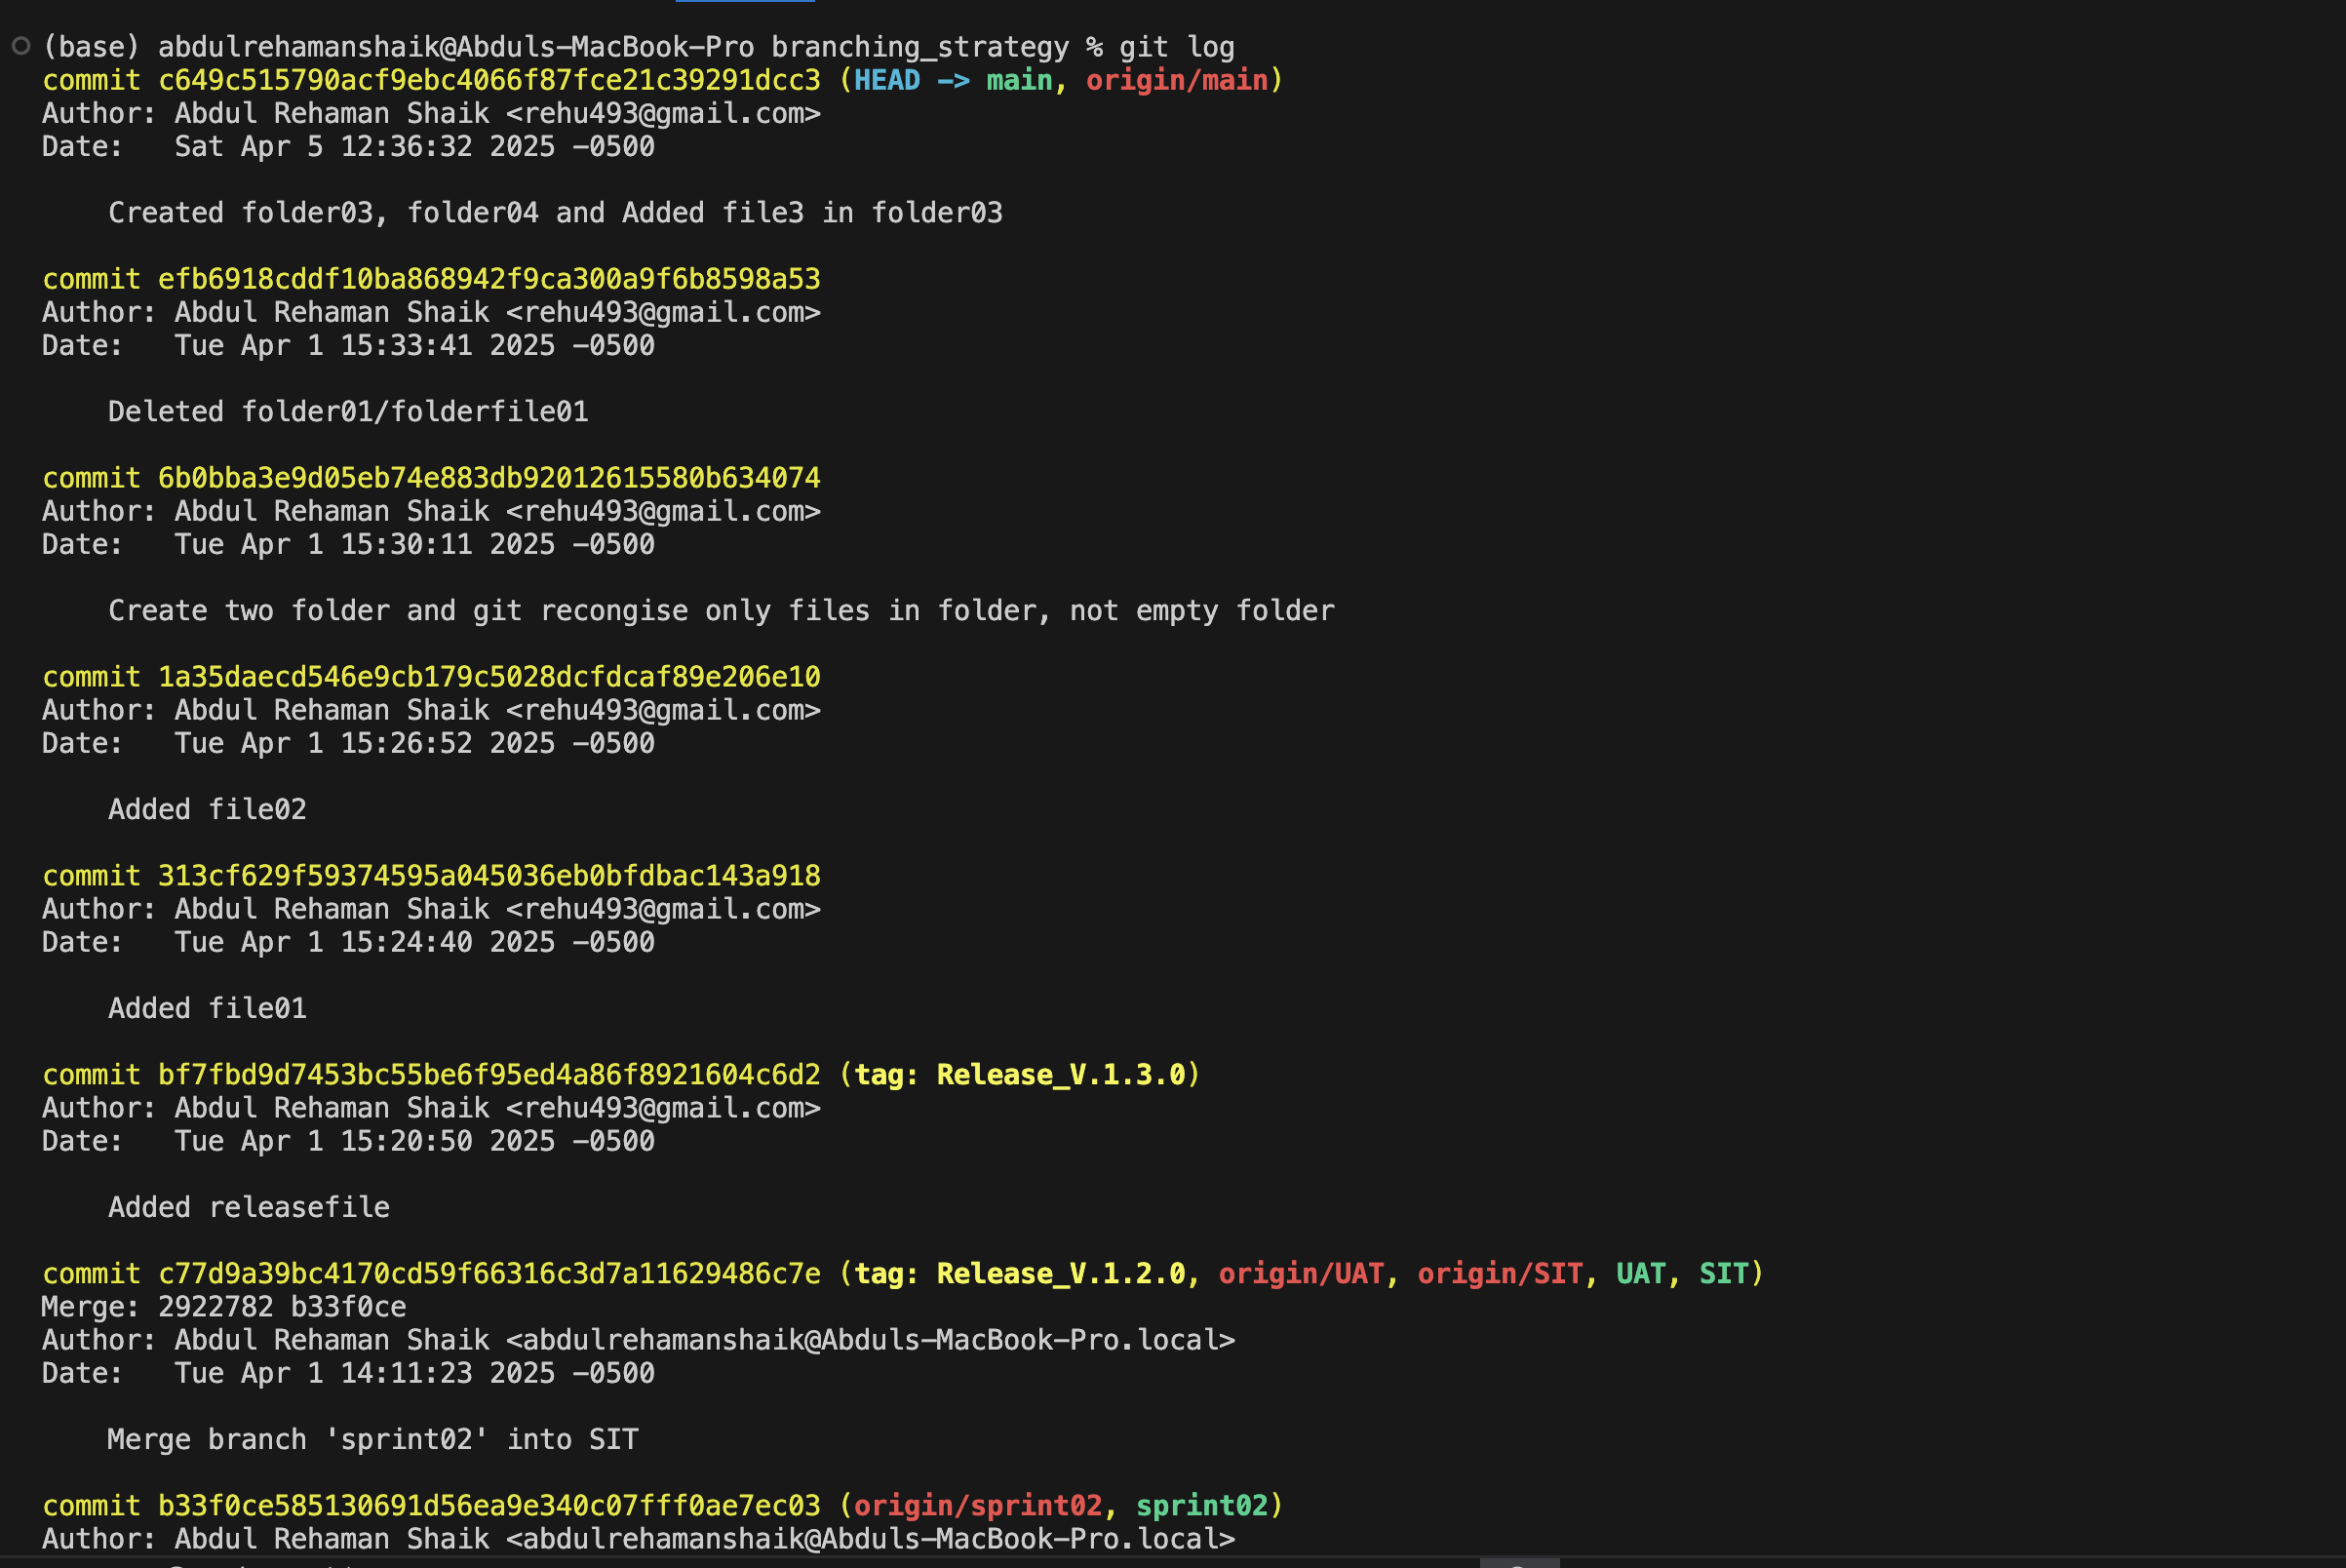 (base) abdulrehamanshaik@Abduls-MacBook-Pro branching_strategy % git log
commit c649c515790acf9ebc4066f87fce21c39291dcc3 (HEAD -> main, origin/main)
Author: Abdul Rehaman Shaik <rehu493@gmail.com>
Date:   Sat Apr 5 12:36:32 2025 -0500
Created folder03, folder04 and Added file3 in folder03
commit efb6918cddf10ba868942f9ca300a9f6b8598a53
Author: Abdul Rehaman Shaik <rehu493@gmail.com>
Date:   Tue Apr 1 15:33:41 2025 -0500
Deleted folder01/folderfile01
commit 6b0bba3e9d05eb74e883db92012615580b634074
Author: Abdul Rehaman Shaik <rehu493@gmail.com>
Date:   Tue Apr 1 15:30:11 2025 -0500
Create two folder and git recongise only files in folder, not empty folder
commit 1a35daecd546e9cb179c5028dcfdcaf89e206e10
Author: Abdul Rehaman Shaik <rehu493@gmail.com>
Date:   Tue Apr 1 15:26:52 2025 -0500
Added file02
commit 313cf629f59374595a045036eb0bfdbac143a918
Author: Abdul Rehaman Shaik <rehu493@gmail.com>
Date:   Tue Apr 1 15:24:40 2025 -0500
Added file01
commit bf7fbd9d7453bc55be6f95ed4a86f8921604c6d2 (tag: Release_V.1.3.0)
Author: Abdul Rehaman Shaik <rehu493@gmail.com>
Date:   Tue Apr 1 15:20:50 2025 -0500
Added releasefile
commit c77d9a39bc4170cd59f66316c3d7a11629486c7e (tag: Release_V.1.2.0, origin/UAT, origin/SIT, UAT, SIT)
Merge: 2922782 b33f0ce
Author: Abdul Rehaman Shaik <abdulrehamanshaik@Abduls-MacBook-Pro.local>
Date:   Tue Apr 1 14:11:23 2025 -0500
Merge branch 'sprint02' into SIT
commit b33f0ce585130691d56ea9e340c07fff0ae7ec03 (origin/sprint02, sprint02)
Author: Abdul Rehaman Shaik <abdulrehamanshaik@Abduls-MacBook-Pro.local>